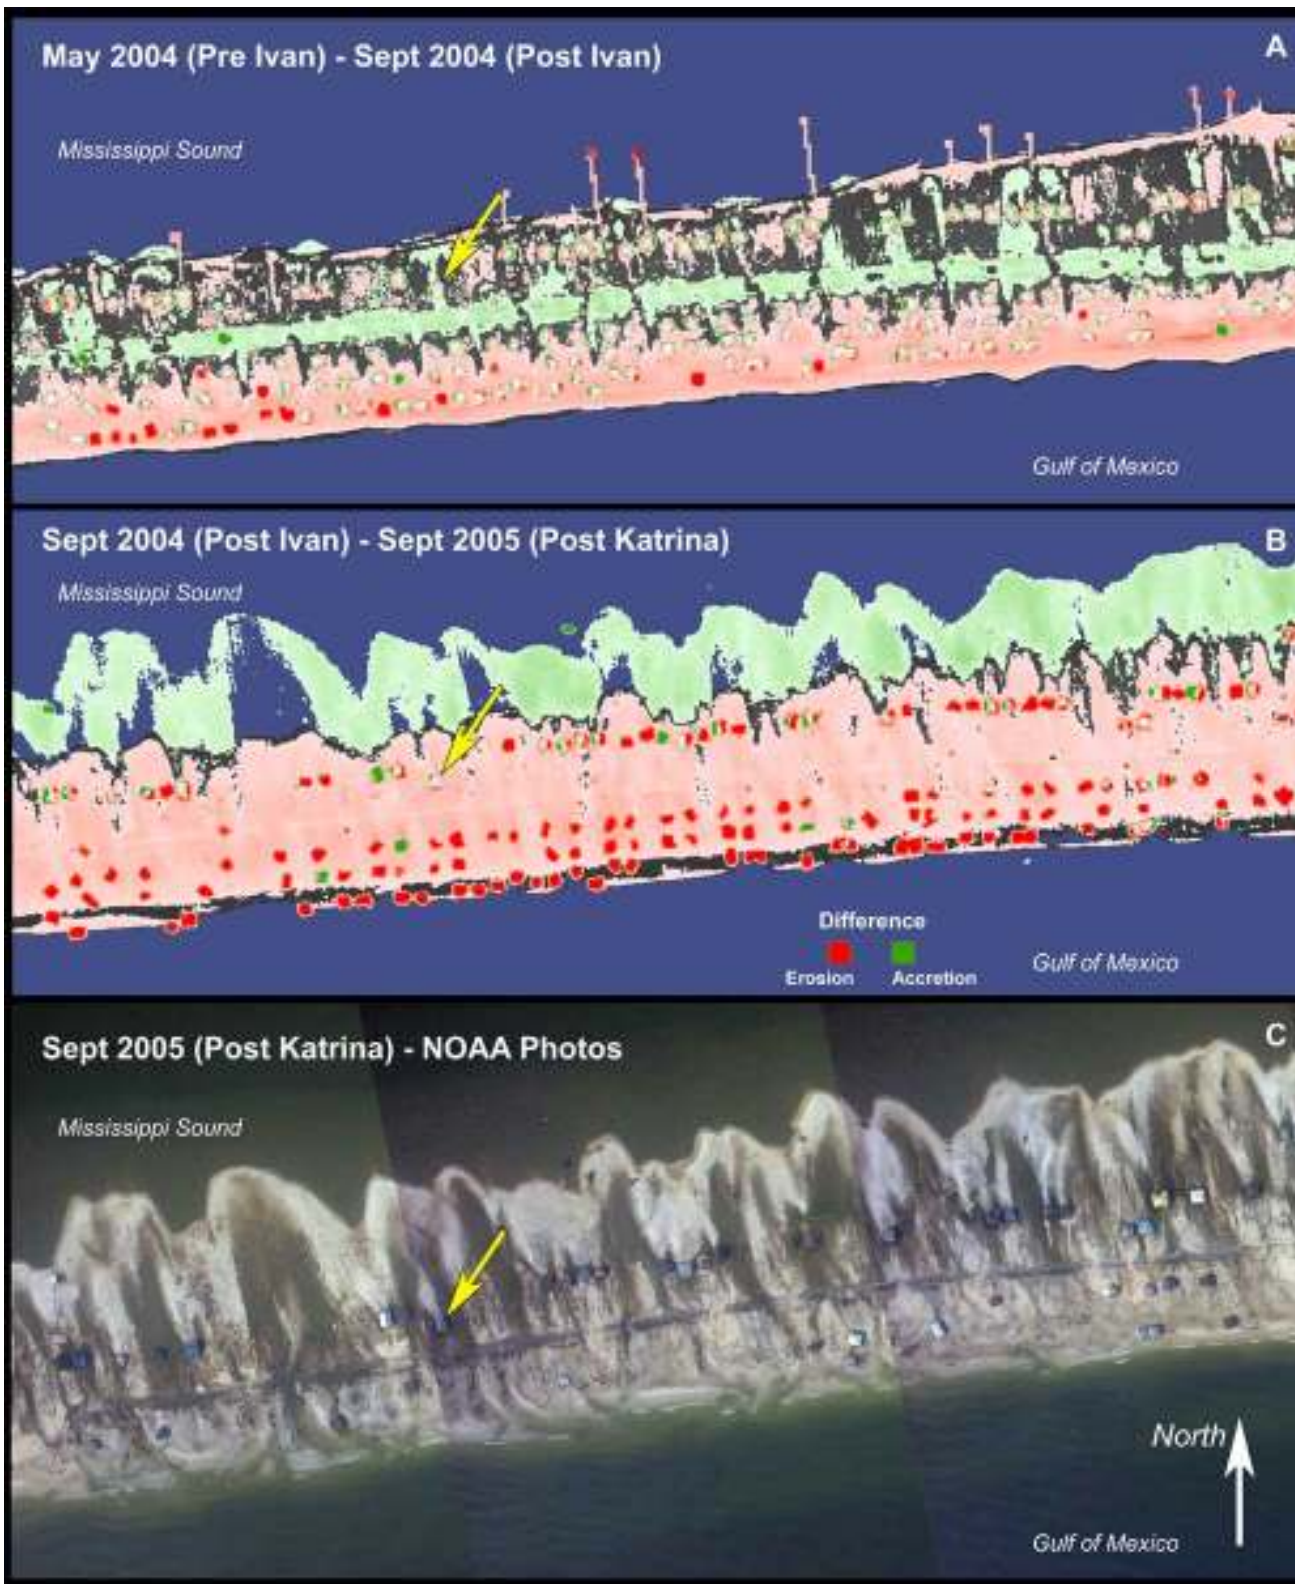 May 2004 (Pre Ivan) - Sept 2004 (Post Ivan)
A
Mississippi Sound
Gulf of Mexico
Sept 2004 (Post Ivan) - Sept 2005 (Post Katrina)
B
Mississippi Sound
Difference
Erosion Accretion
Gulf of Mexico
Sept 2005 (Post Katrina) - NOAA Photos
C
Mississippi Sound
North
Gulf of Mexico